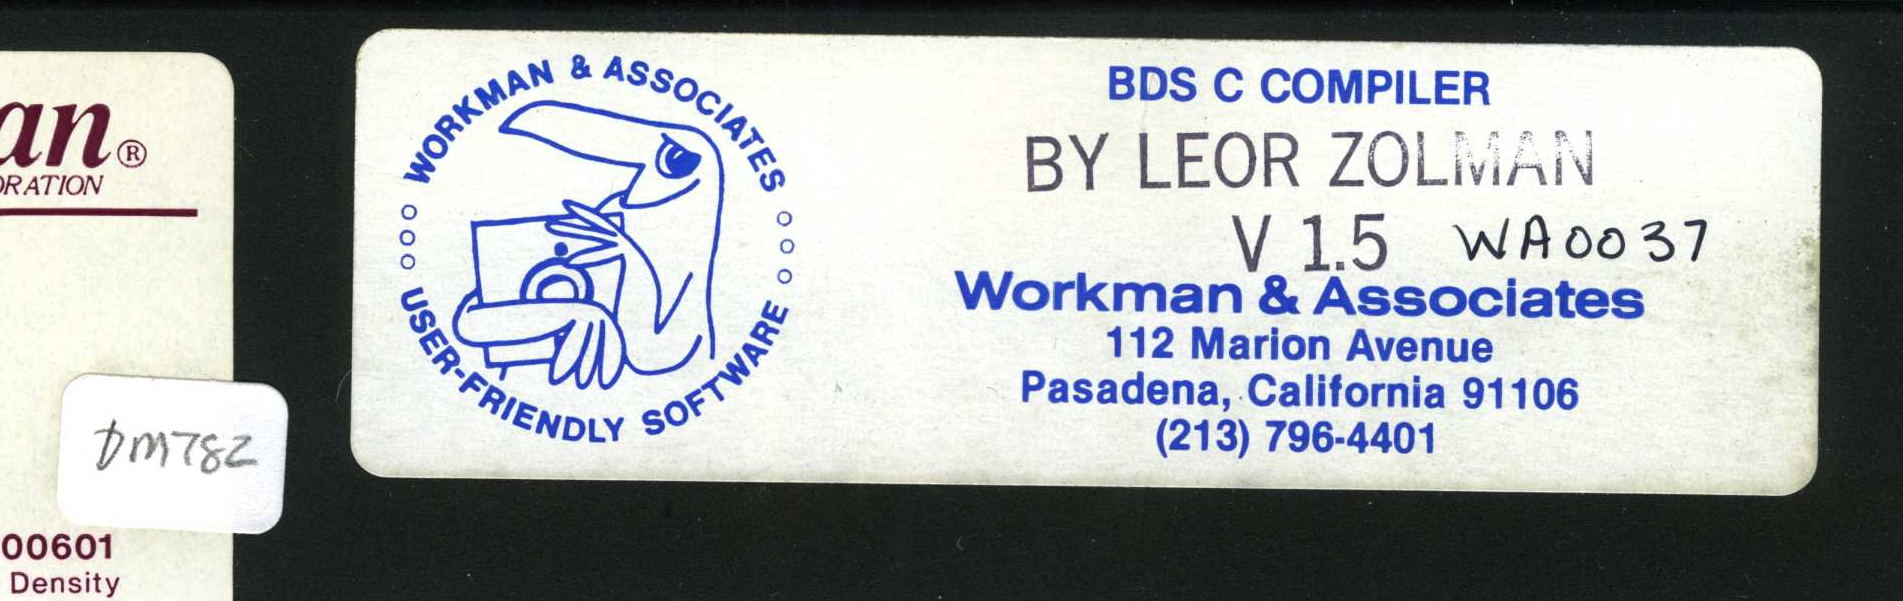 an®
ORATION
DM782
00601
Density
WORKMAN & ASSOCIATES
USER-FRIENDLY SOFTWARE
BDS C COMPILER
BY LEOR ZOLMAN
V 1.5 WA0037
Workman & Associates
112 Marion Avenue
Pasadena, California 91106
(213) 796-4401